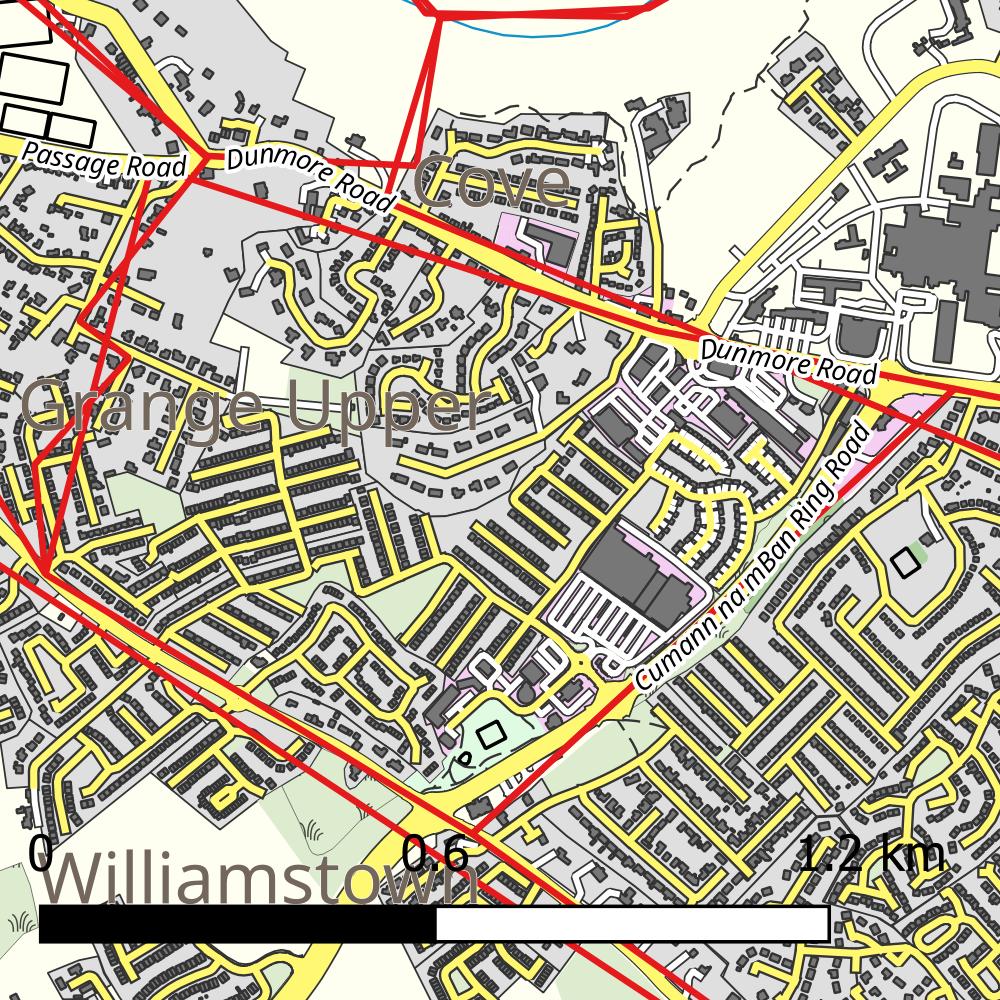 Passage Road
Dunmore Road
Cove
Dunmore Road
Grange Upper
Cumann na mBan Ring Road
0
0.6
1.2 km
Williamstown